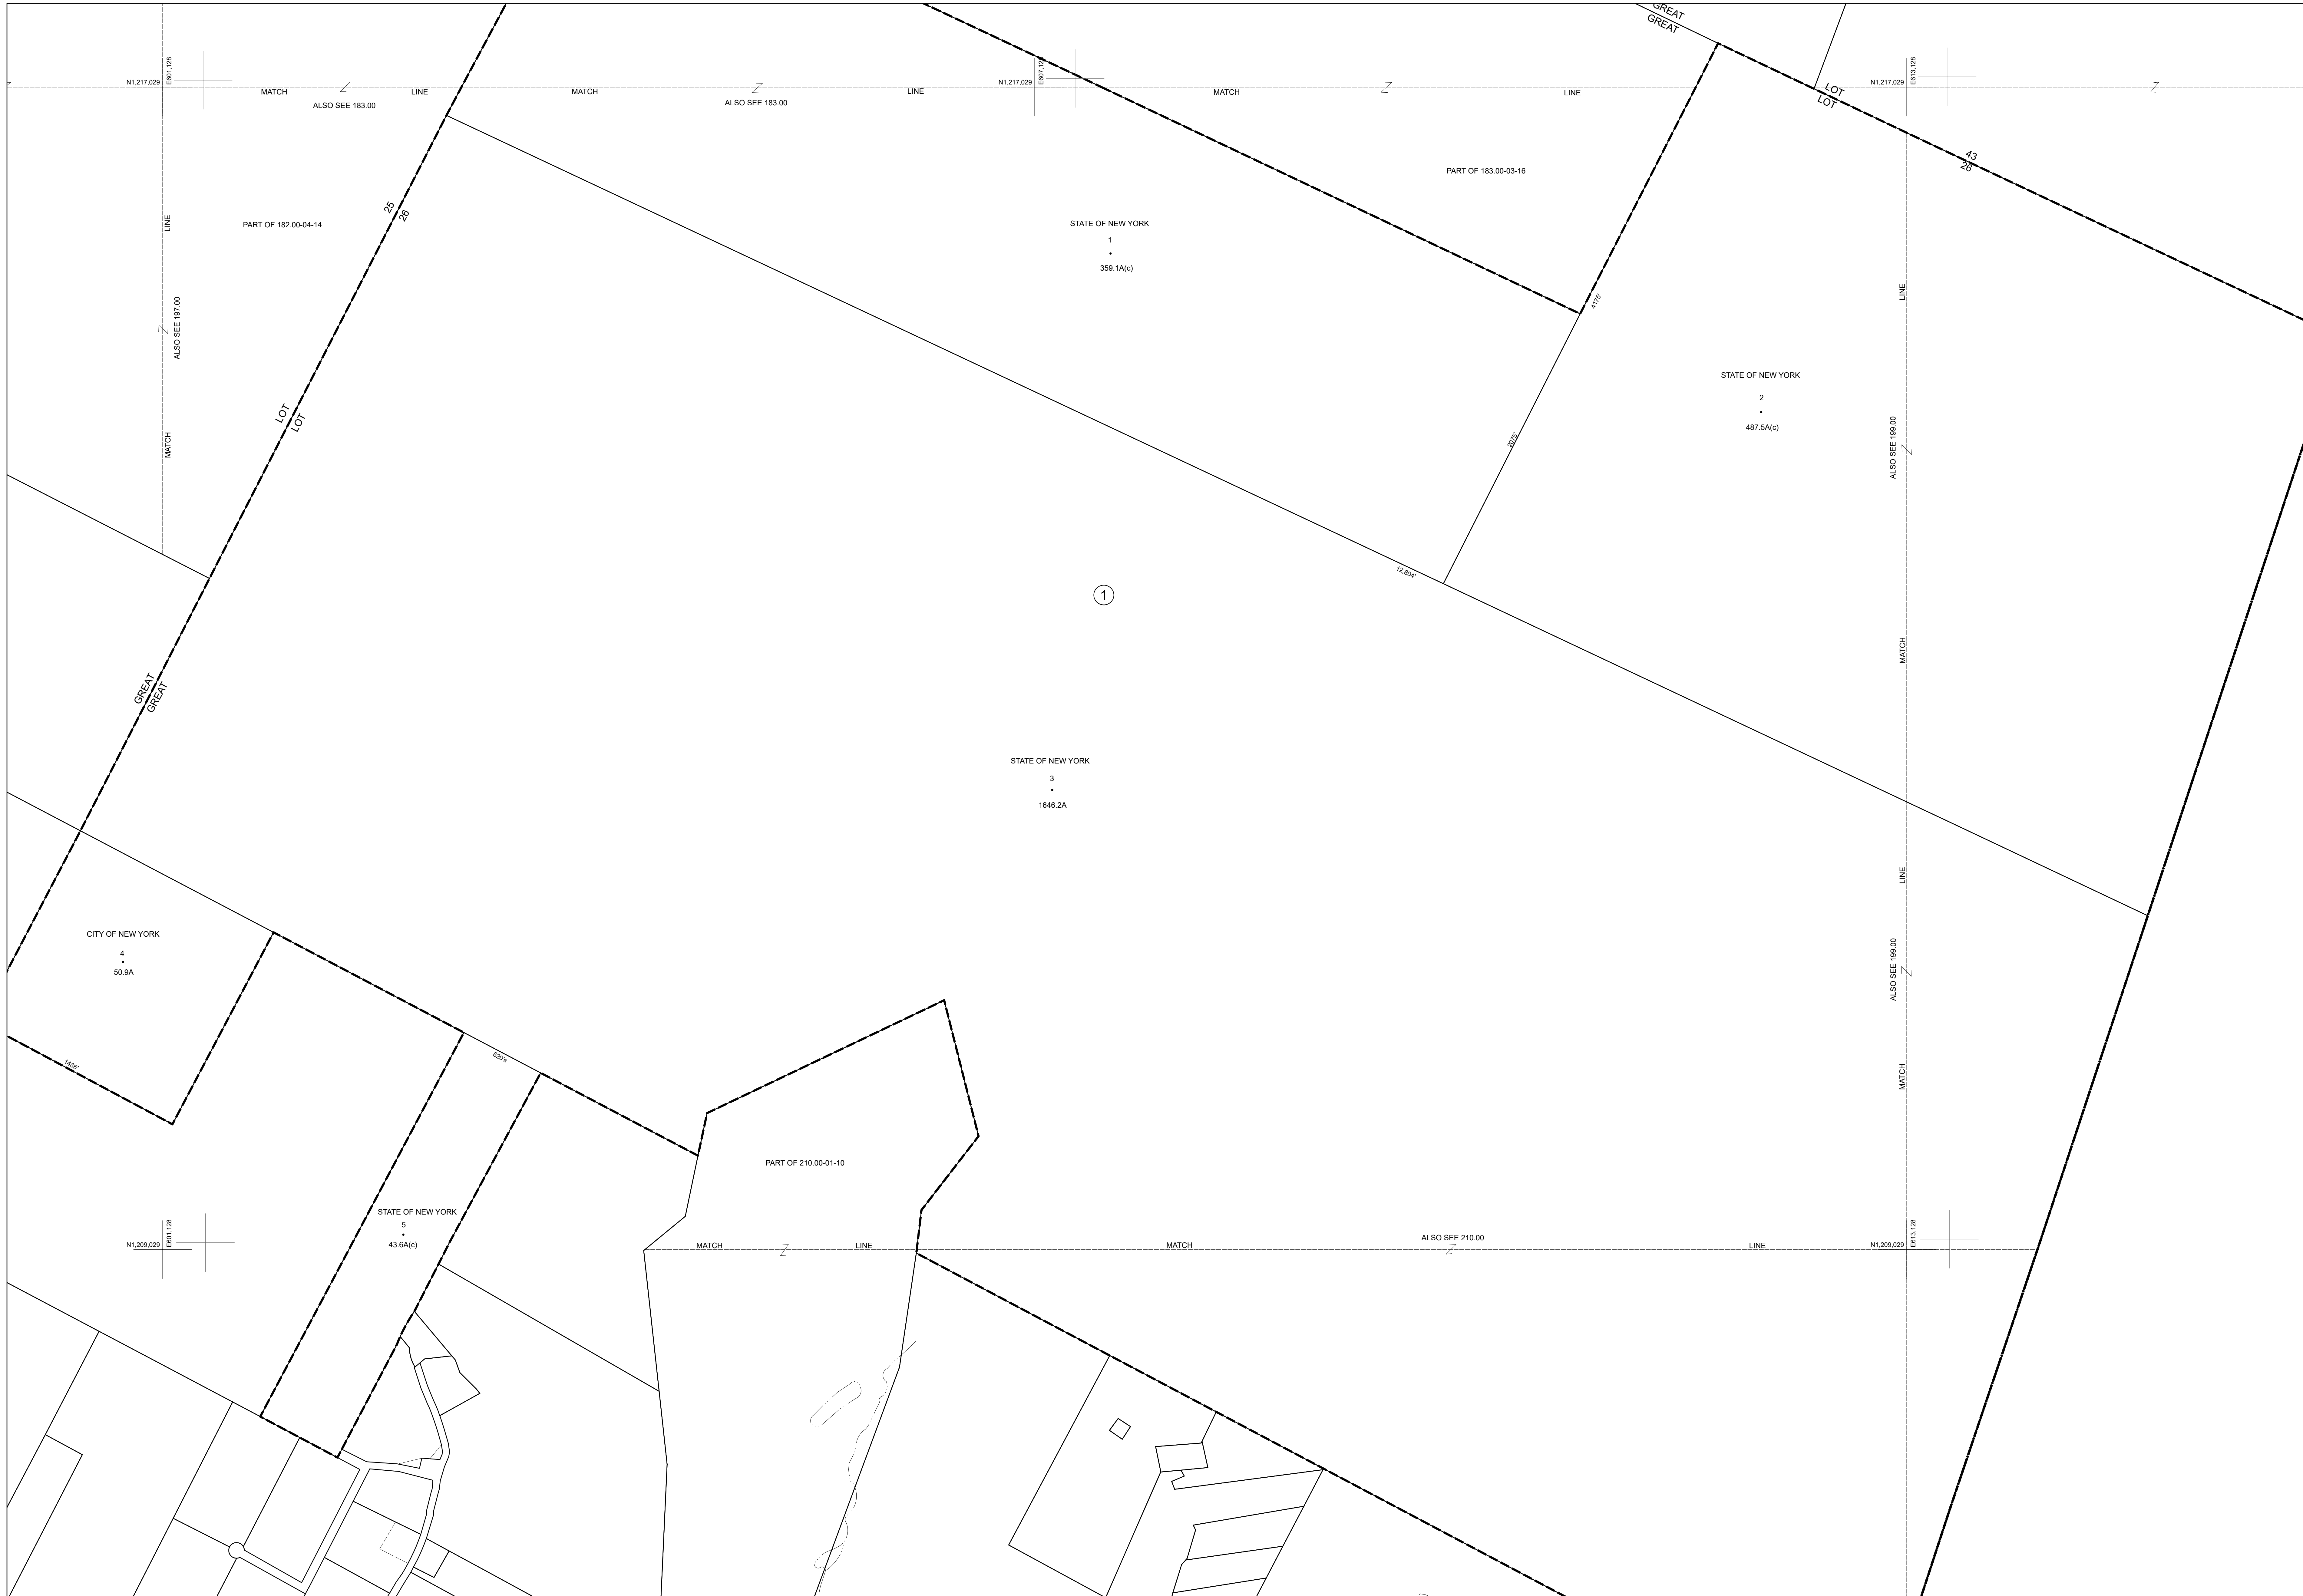 GREAT
GREAT
N1,217,029
E601,128
N1,217,029
N1,217,029
E613,128
MATCH
LINE
MATCH
LINE
MATCH
LINE
ALSO SEE 183.00
ALSO SEE 183.00
LOT
LOT
43
26
PART OF 183.00-03-16
25
26
LINE
PART OF 182.00-04-14
STATE OF NEW YORK
1
359.1A(c)
4175'
LINE
ALSO SEE 197.00
STATE OF NEW YORK
2
487.5A(c)
LOT
LOT
MATCH
2075'
ALSO SEE 199.00
12,804'
1
MATCH
GREAT
GREAT
STATE OF NEW YORK
3
1646.2A
LINE
CITY OF NEW YORK
4
50.9A
ALSO SEE 199.00
1486'
620's
MATCH
PART OF 210.00-01-10
STATE OF NEW YORK
5
43.6A(c)
N1,209,029
E601,128
MATCH
LINE
MATCH
ALSO SEE 210.00
LINE
N1,209,029
E613,128